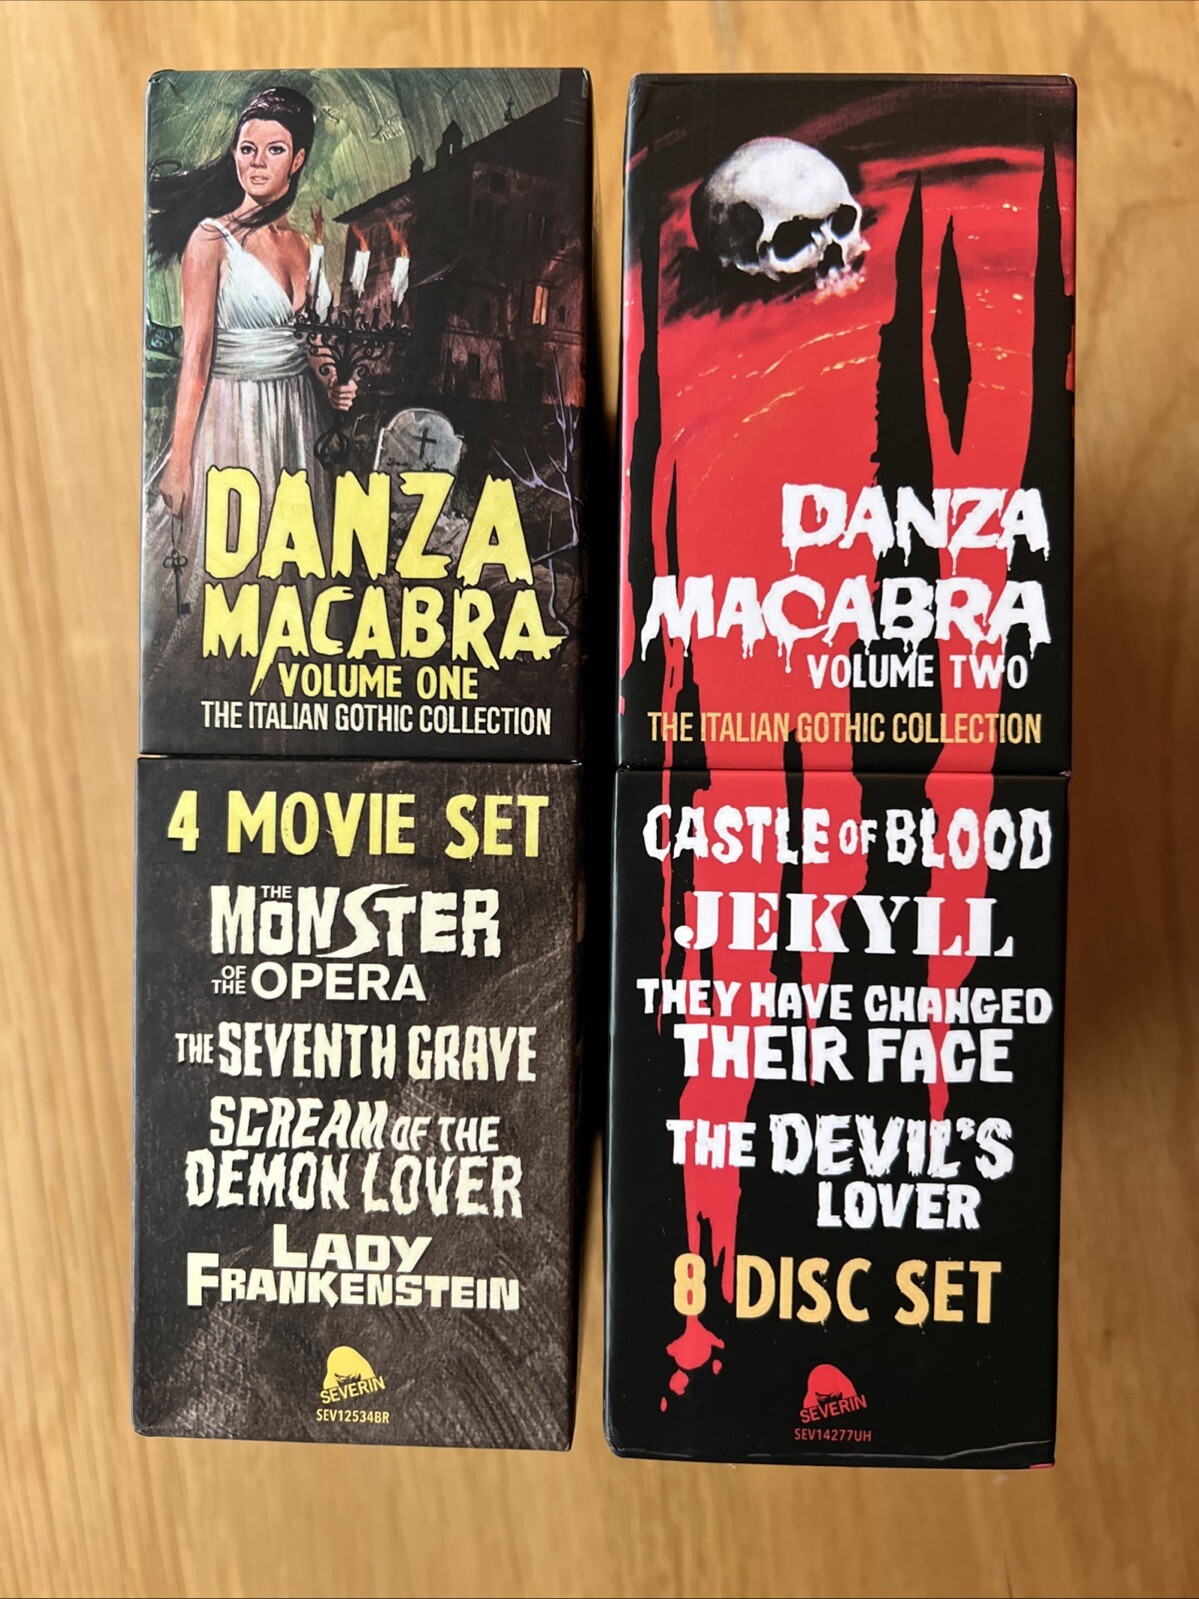 DANZA
MACABRA
VOLUME ONE
THE ITALIAN GOTHIC COLLECTION
4 MOVIE SET
THE
MONSTER
OF THE OPERA
THE SEVENTH GRAVE
SCREAM OF THE
DEMON LOVER
LADY
FRANKENSTEIN
SEVERIN
SEV12534BR
DANZA
MACABRA
VOLUME TWO
THE ITALIAN GOTHIC COLLECTION
CASTLE OF BLOOD
JEKYLL
THEY HAVE CHANGED
THEIR FACE
THE DEVIL'S
LOVER
8 DISC SET
SEVERIN
SEV14277UH